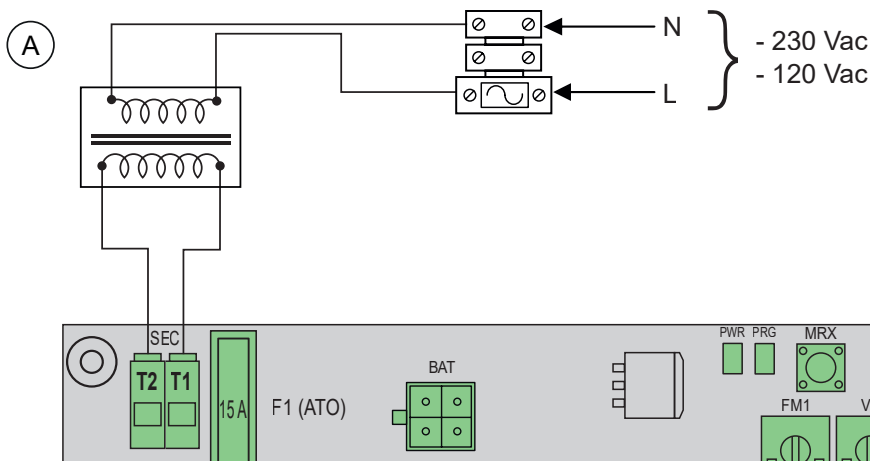 A
N
- 230 Vac
- 120 Vac
L
SEC
T2 T1
15 A
F1 (ATO)
BAT
PWR PRG MRX
FM1